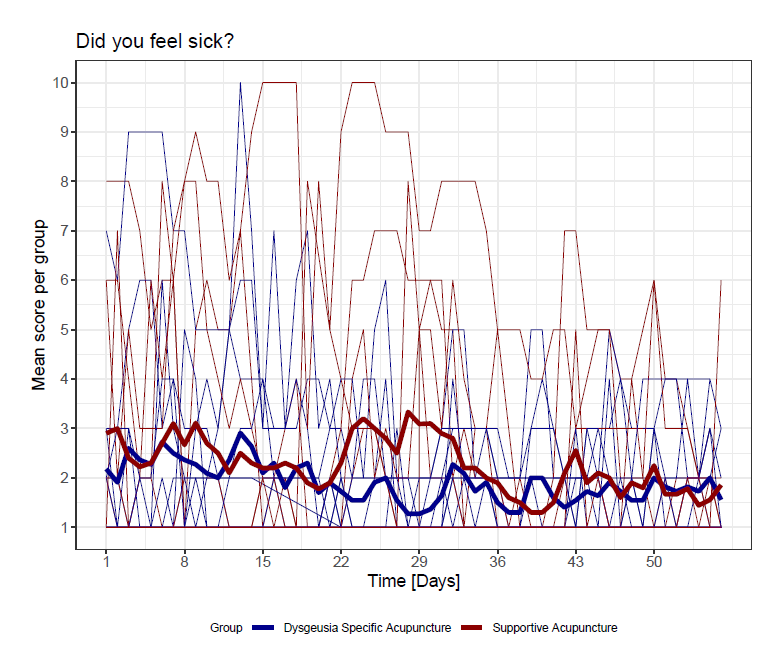 Did you feel sick?
10
9
8
7
6
5
4
3
2
1
Mean score per group
1 8 15 22 29 36 43 50
Time [Days]
Group Dysgeusia Specific Acupuncture Supportive Acupuncture